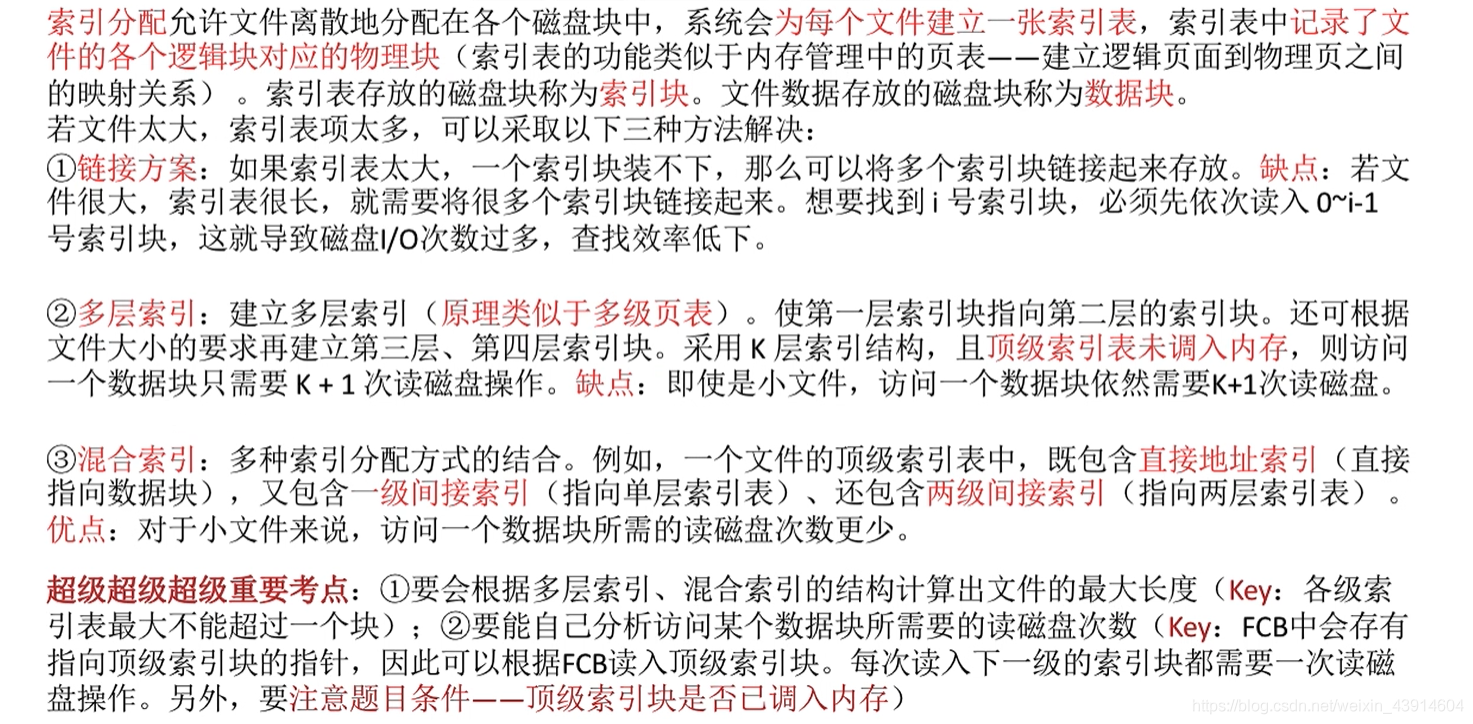 索引分配允许文件离散地分配在各个磁盘块中，系统会为每个文件建立一张索引表，索引表中记录了文
件的各个逻辑块对应的物理块（索引表的功能类似于内存管理中的页表——建立逻辑页面到物理页之间
的映射关系）。索引表存放的磁盘块称为索引块。文件数据存放的磁盘块称为数据块。
若文件太大，索引表项太多，可以采取以下三种方法解决：
①链接方案：如果索引表太大，一个索引块装不下，那么可以将多个索引块链接起来存放。缺点：若文
件很大，索引表很长，就需要将很多个索引块链接起来。想要找到 i 号索引块，必须先依次读入 0~i-1
号索引块，这就导致磁盘I/O次数过多，查找效率低下。
②多层索引：建立多层索引（原理类似于多级页表）。使第一层索引块指向第二层的索引块。还可根据
文件大小的要求再建立第三层、第四层索引块。采用 K 层索引结构，且顶级索引表未调入内存，则访问
一个数据块只需要 K + 1 次读磁盘操作。缺点：即使是小文件，访问一个数据块依然需要K+1次读磁盘。
③混合索引：多种索引分配方式的结合。例如，一个文件的顶级索引表中，既包含直接地址索引（直接
指向数据块），又包含一级间接索引（指向单层索引表）、还包含两级间接索引（指向两层索引表）。
优点：对于小文件来说，访问一个数据块所需的读磁盘次数更少。
超级超级超级重要考点：①要会根据多层索引、混合索引的结构计算出文件的最大长度（Key：各级索
引表最大不能超过一个块）；②要能自己分析访问某个数据块所需要的读磁盘次数（Key：FCB中会存有
指向顶级索引块的指针，因此可以根据FCB读入顶级索引块。每次读入下一级的索引块都需要一次读磁
盘操作。另外，要注意题目条件——顶级索引块是否已调入内存）
https://blog.csdn.net/weixin_43914604